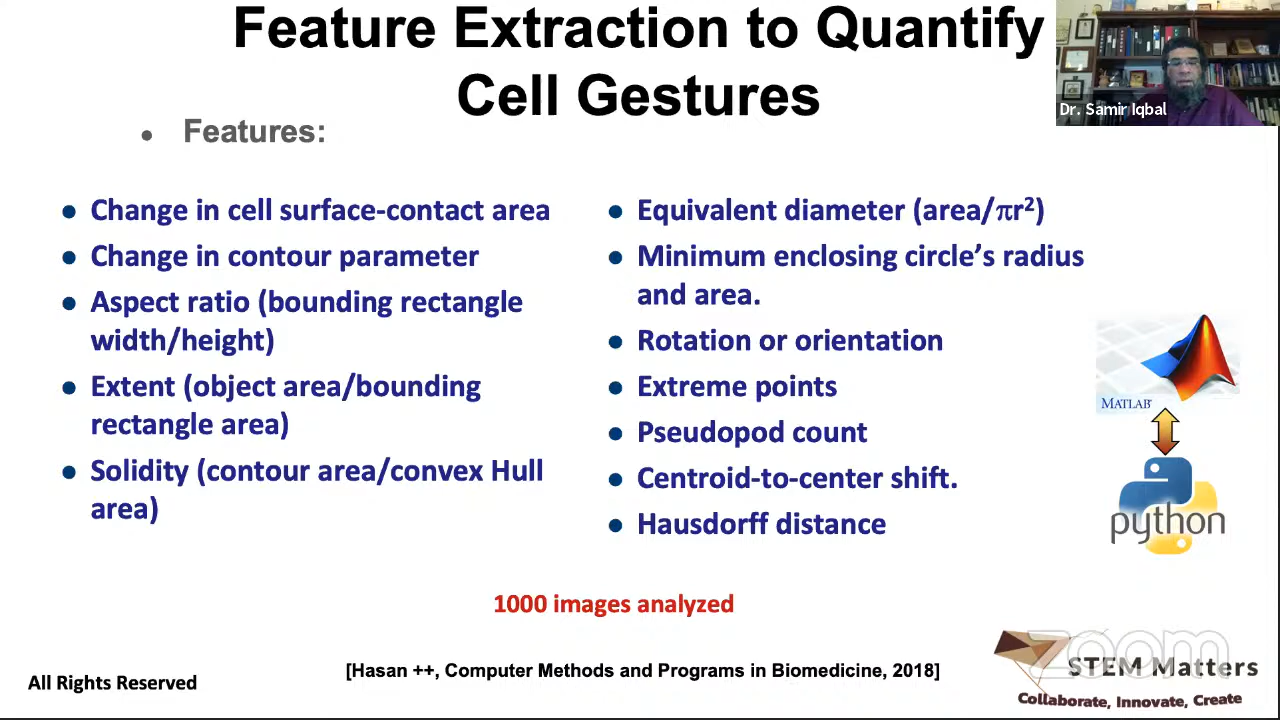 Feature Extraction to Quantify
Cell Gestures
Dr. Samir Iqbal
• Features:
• Change in cell surface-contact area
• Change in contour parameter
• Aspect ratio (bounding rectangle
width/height)
• Extent (object area/bounding
rectangle area)
• Solidity (contour area/convex Hull
area)
• Equivalent diameter (area/πr²)
• Minimum enclosing circle's radius
and area.
• Rotation or orientation
• Extreme points
• Pseudopod count
• Centroid-to-center shift.
• Hausdorff distance
MATLAB
python
1000 images analyzed
[Hasan ++, Computer Methods and Programs in Biomedicine, 2018]
All Rights Reserved
zoom
STEM Matters
Collaborate, Innovate, Create